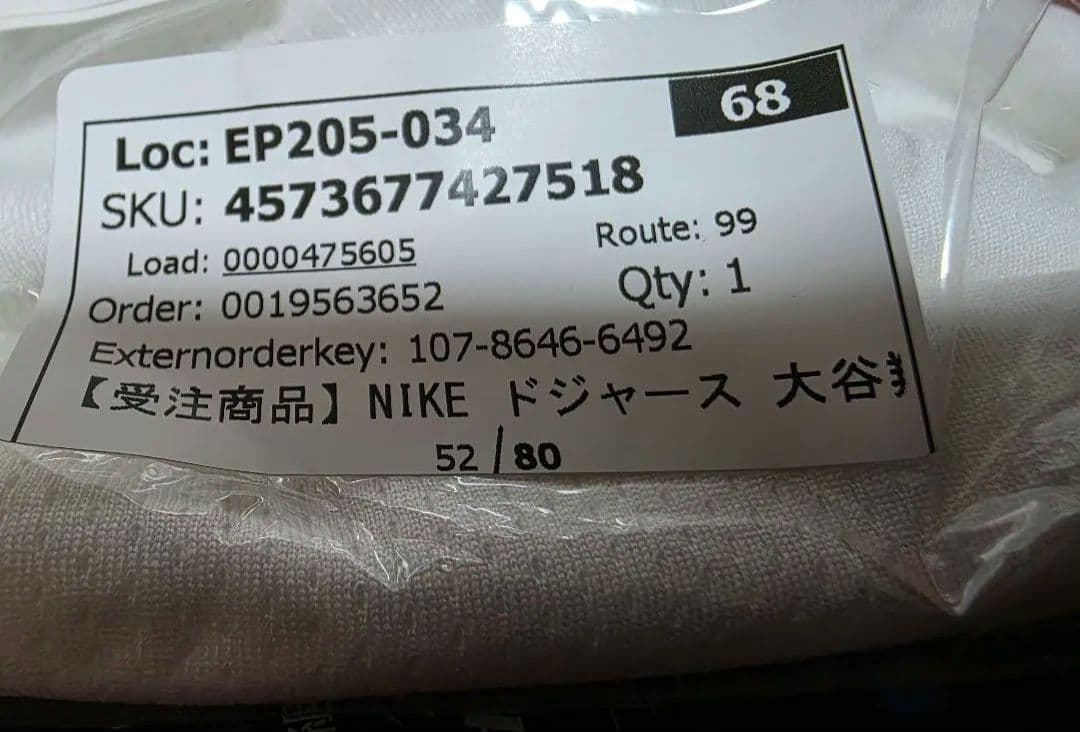 68
Loc: EP205-034
SKU: 4573677427518
Load: 0000475605 Route: 99
Order: 0019563652 Qty: 1
Externorderkey: 107-8646-6492
【受注商品】NIKE ドジャース 大谷
52 / 80